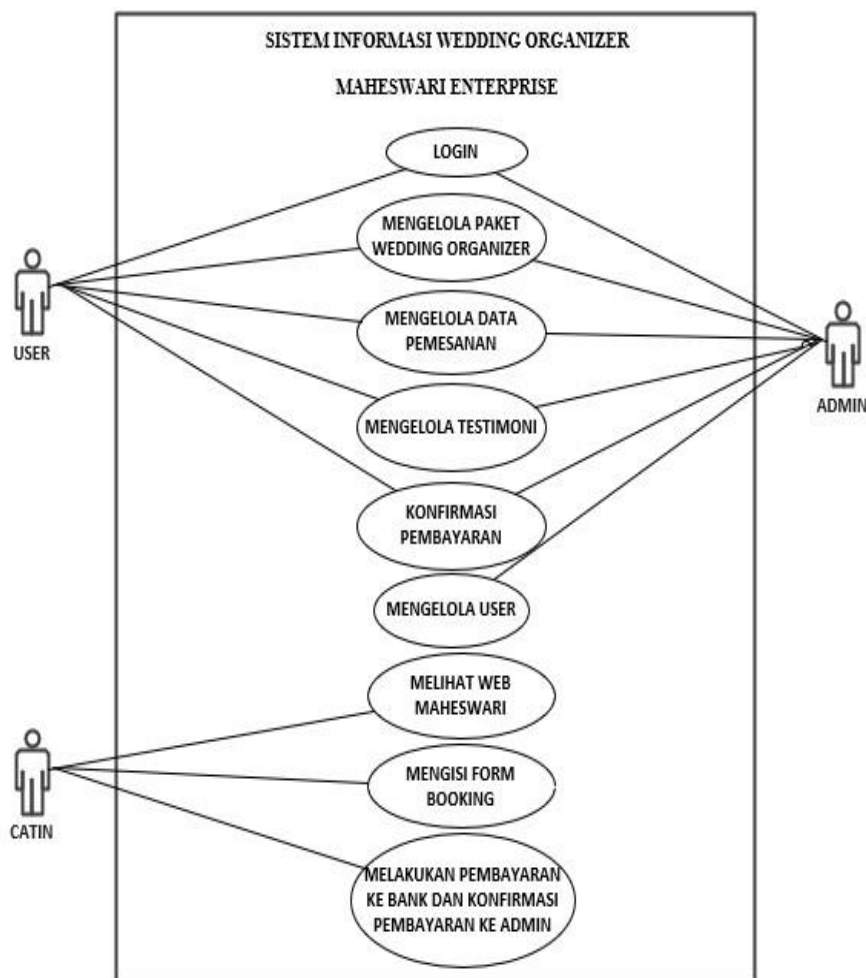 SISTEM INFORMASI WEDDING ORGANIZER
MAHESWARI ENTERPRISE
LOGIN
MENGELOLA PAKET
WEDDING ORGANIZER
USER
MENGELOLA DATA
PEMESANAN
ADMIN
MENGELOLA TESTIMONI
KONFIRMASI
PEMBAYARAN
MENGELOLA USER
MELIHAT WEB
MAHESWARI
CATIN
MENGISI FORM
BOOKING
MELAKUKAN PEMBAYARAN
KE BANK DAN KONFIRMASI
PEMBAYARAN KE ADMIN